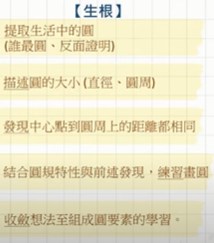 【生根】
提取生活中的圓
(誰最圓、反面證明)
描述圓的大小(直徑、圓周)
發現中心點到圓周上的距離都相同
結合圓規特性與前述發現，練習畫圓
收斂想法至組成圓要素的學習。